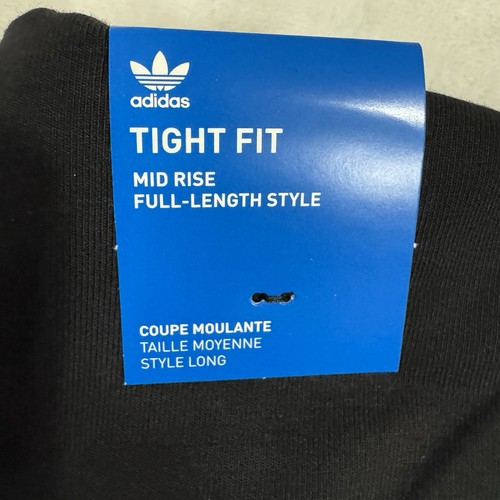 adidas
TIGHT FIT
MID RISE
FULL-LENGTH STYLE
COUPE MOULANTE
TAILLE MOYENNE
STYLE LONG